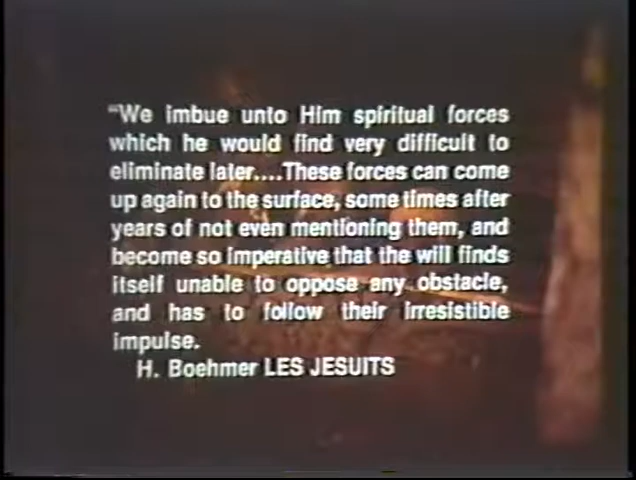 “We imbue unto Him spiritual forces
which he would find very difficult to
eliminate later....These forces can come
up again to the surface, some times after
years of not even mentioning them, and
become so imperative that the will finds
itself unable to oppose any obstacle,
and has to follow their irresistible
impulse.
H. Boehmer LES JESUITS